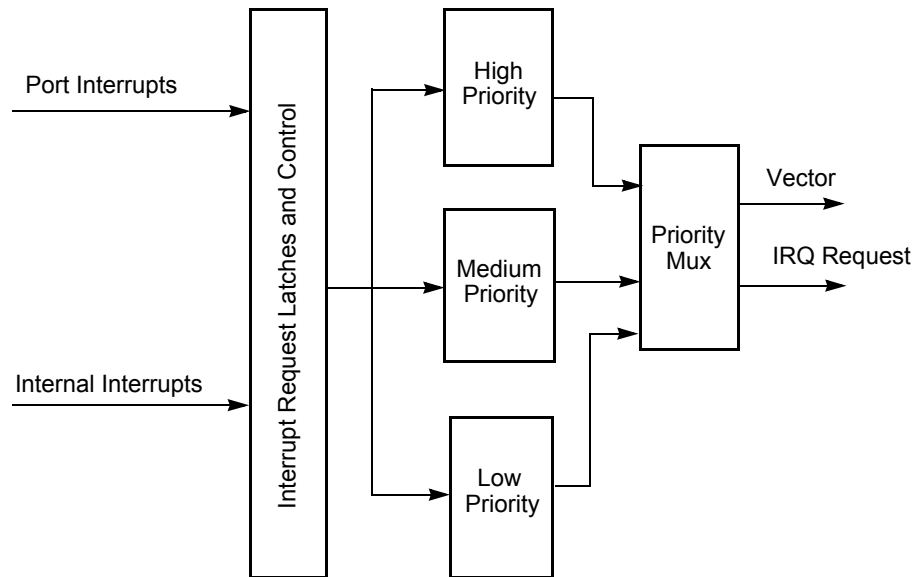 Port Interrupts
Internal Interrupts
Interrupt Request Latches and Control
High
Priority
Medium
Priority
Low
Priority
Priority
Mux
Vector
IRQ Request